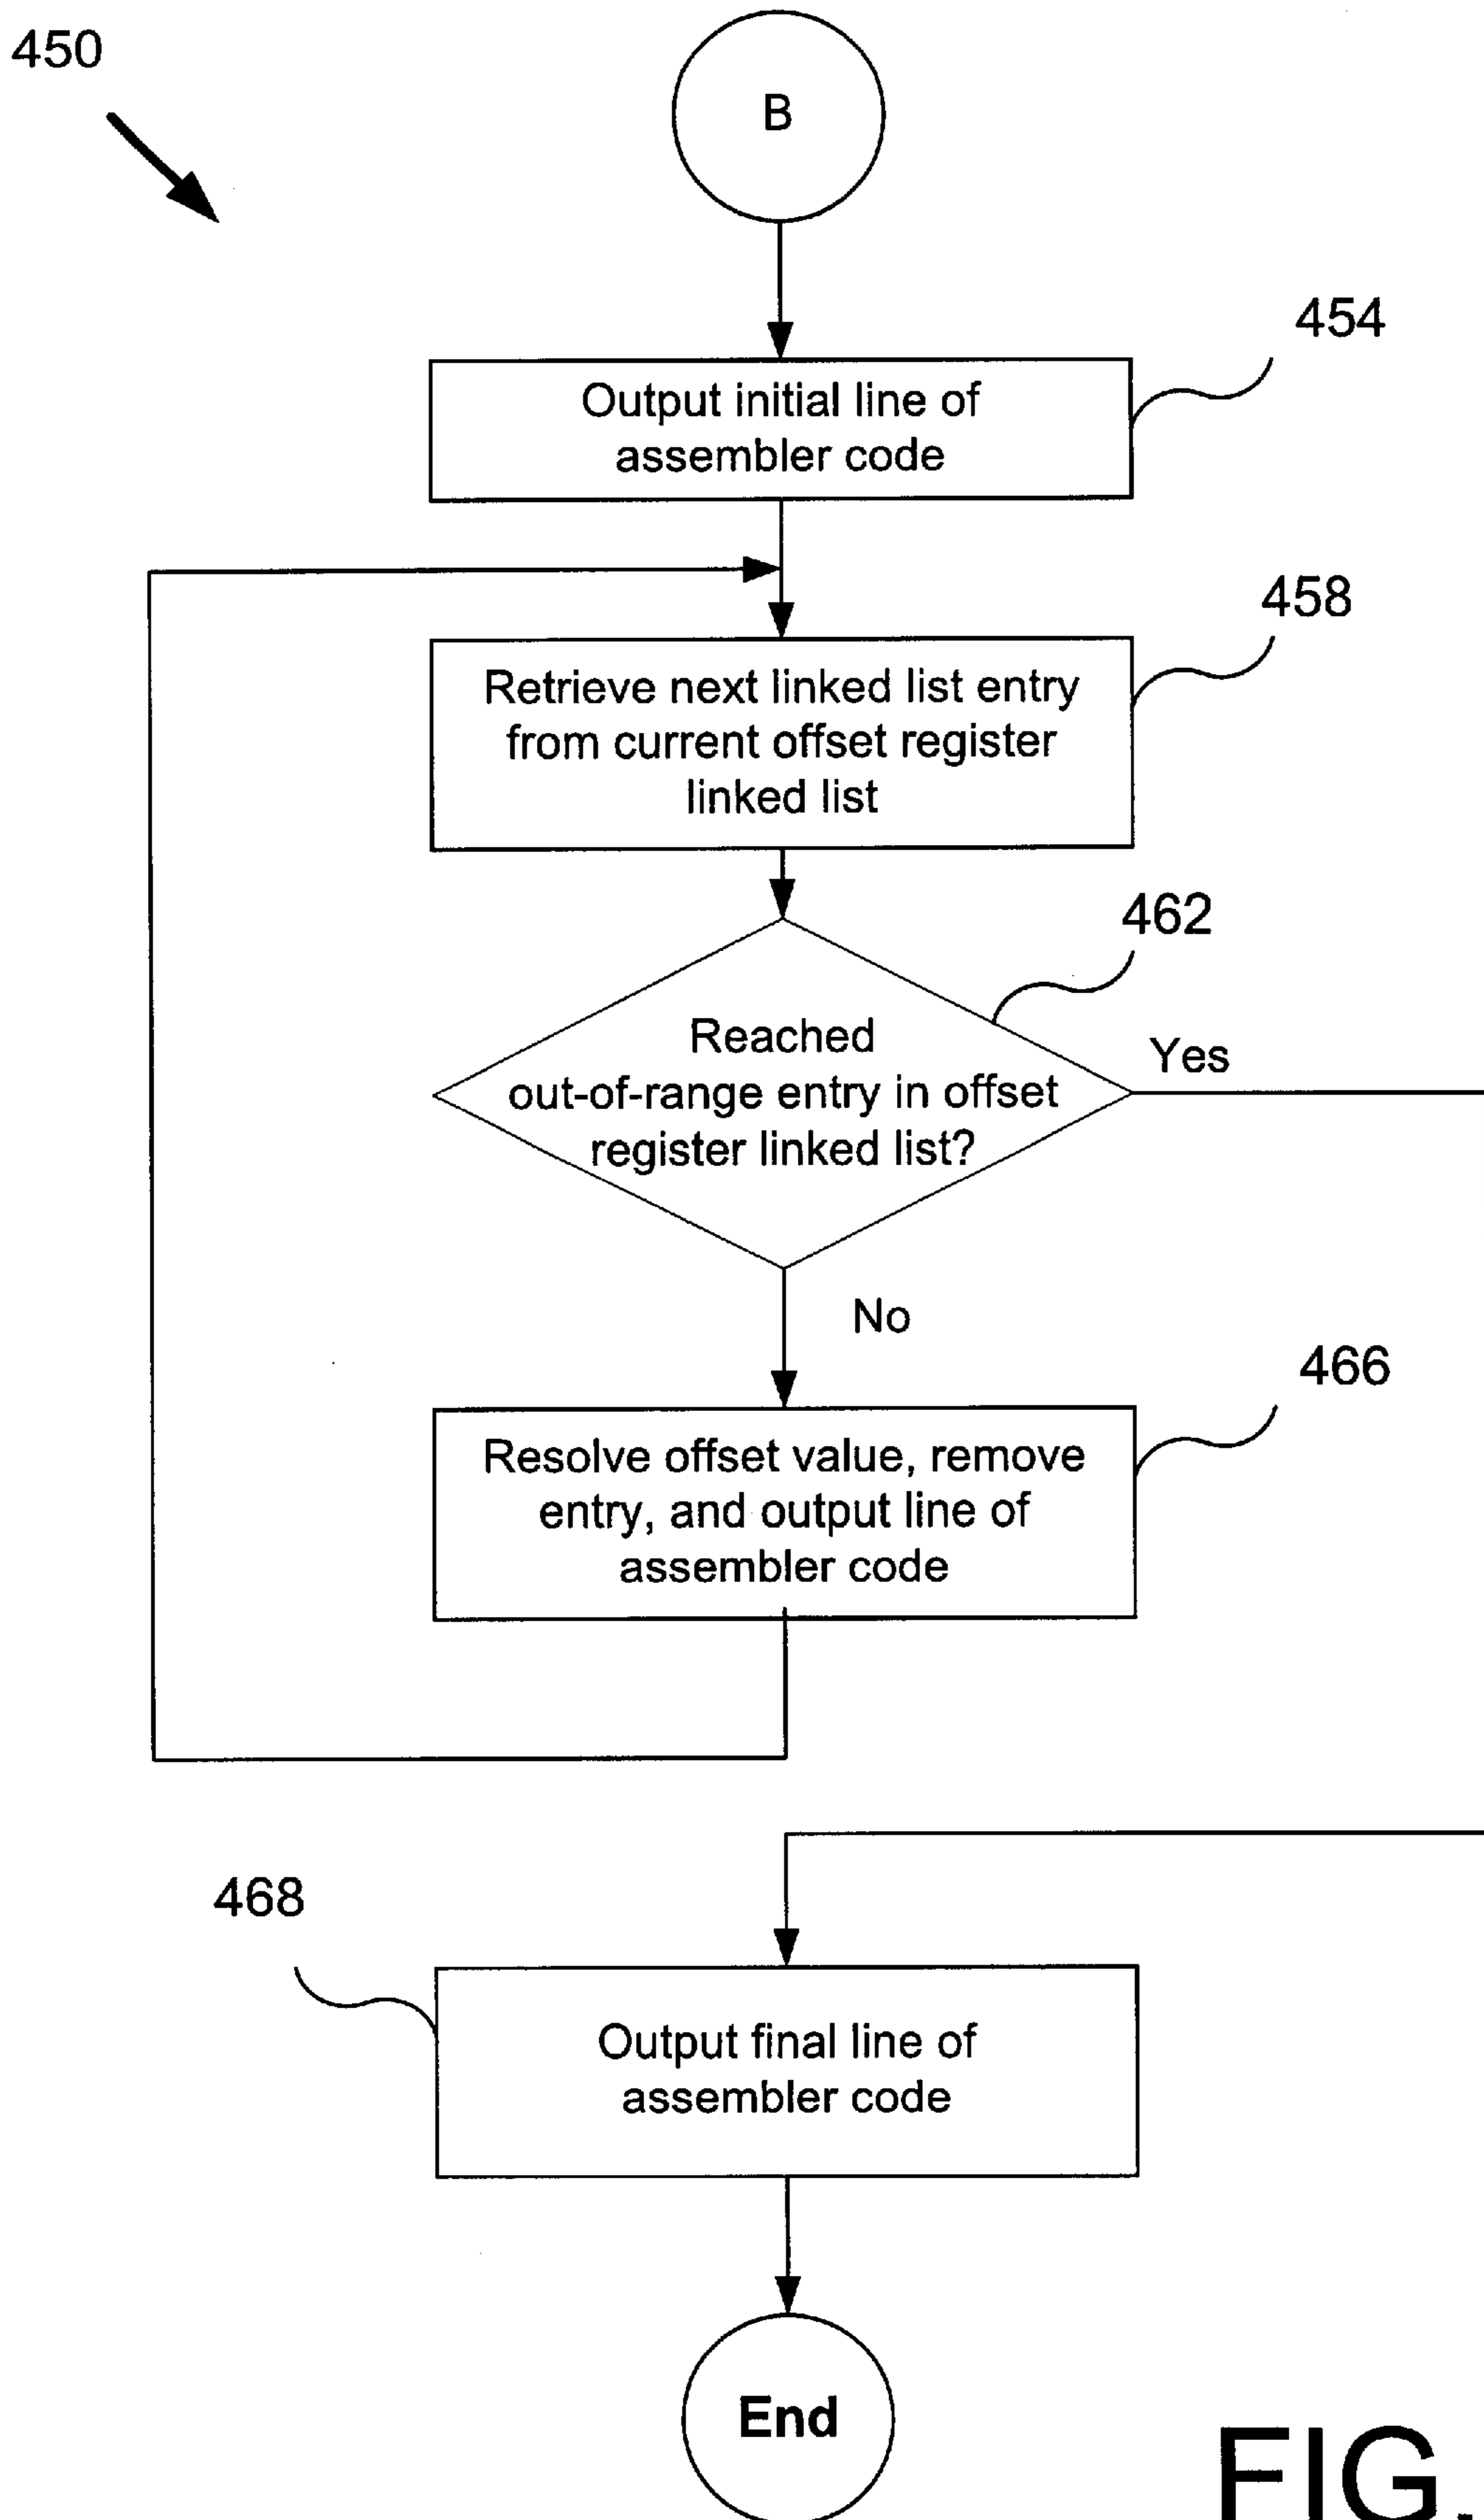 450
B
454
Output initial line of
assembler code
458
Retrieve next linked list entry
from current offset register
linked list
462
Reached
out-of-range entry in offset
register linked list?
Yes
No
466
Resolve offset value, remove
entry, and output line of
assembler code
468
Output final line of
assembler code
End
FIG.